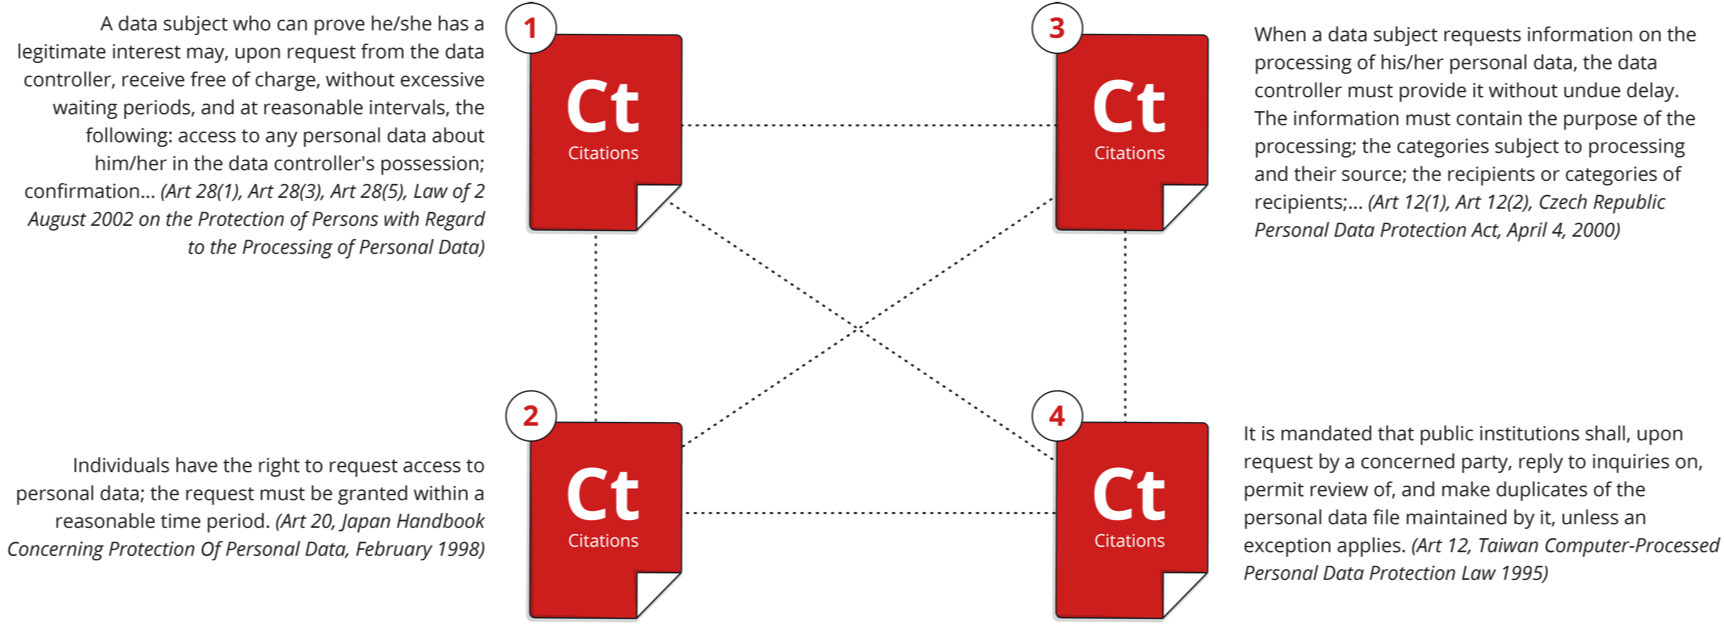 A data subject who can prove he/she has a
legitimate interest may, upon request from the data
controller, receive free of charge, without excessive
waiting periods, and at reasonable intervals, the
following: access to any personal data about
him/her in the data controller's possession;
confirmation... (Art 28(1), Art 28(3), Art 28(5), Law of 2
August 2002 on the Protection of Persons with Regard
to the Processing of Personal Data)
1
Ct
Citations
3
Ct
Citations
When a data subject requests information on the
processing of his/her personal data, the data
controller must provide it without undue delay.
The information must contain the purpose of the
processing; the categories subject to processing
and their source; the recipients or categories of
recipients;... (Art 12(1), Art 12(2), Czech Republic
Personal Data Protection Act, April 4, 2000)
Individuals have the right to request access to
personal data; the request must be granted within a
reasonable time period. (Art 20, Japan Handbook
Concerning Protection Of Personal Data, February 1998)
2
Ct
Citations
4
Ct
Citations
It is mandated that public institutions shall, upon
request by a concerned party, reply to inquiries on,
permit review of, and make duplicates of the
personal data file maintained by it, unless an
exception applies. (Art 12, Taiwan Computer-Processed
Personal Data Protection Law 1995)